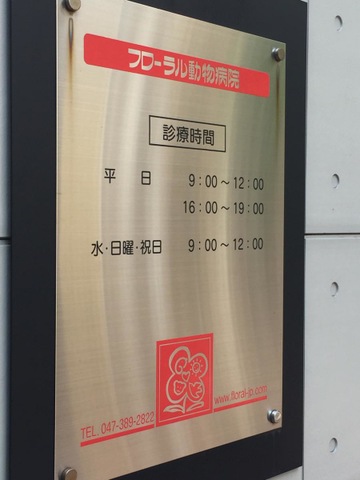 フローラル動物病院
診療時間
平 日 9:00〜12:00
16:00〜19:00
水・日曜・祝日 9:00〜12:00
TEL. 047-389-2822
www.floral-jp.com